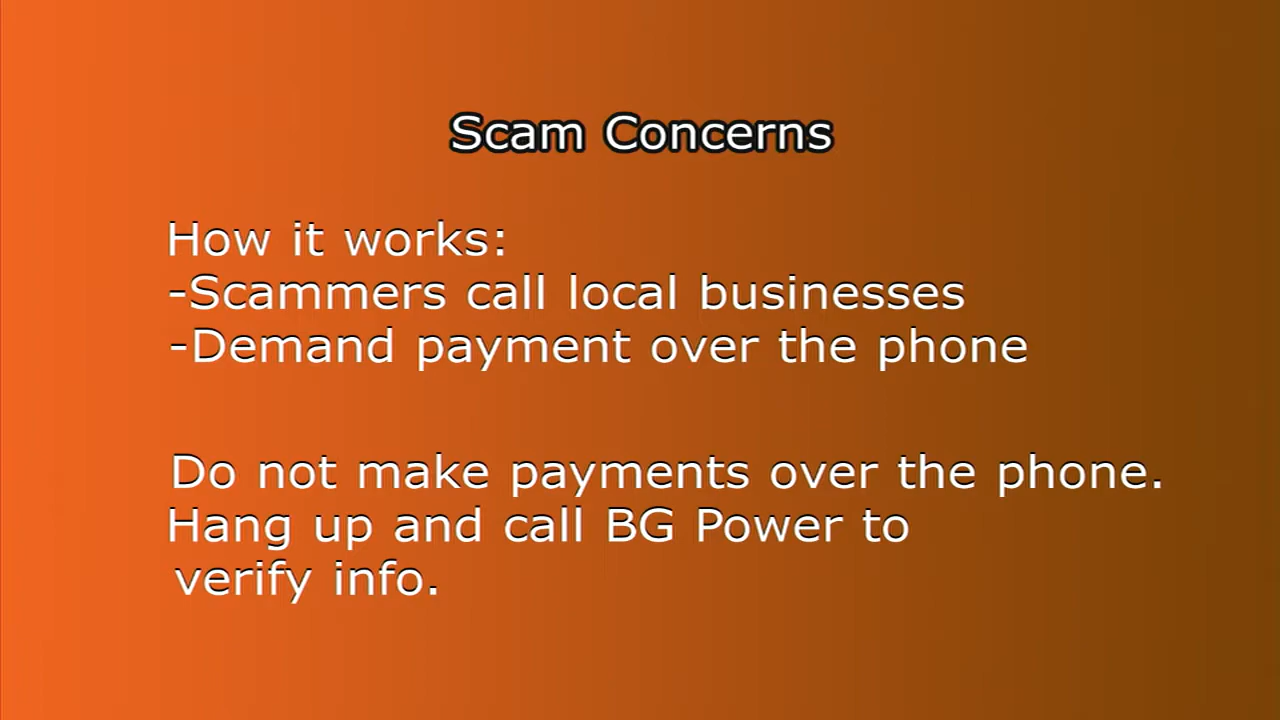 Scam Concerns
How it works:
-Scammers call local businesses
-Demand payment over the phone
Do not make payments over the phone.
Hang up and call BG Power to
verify info.